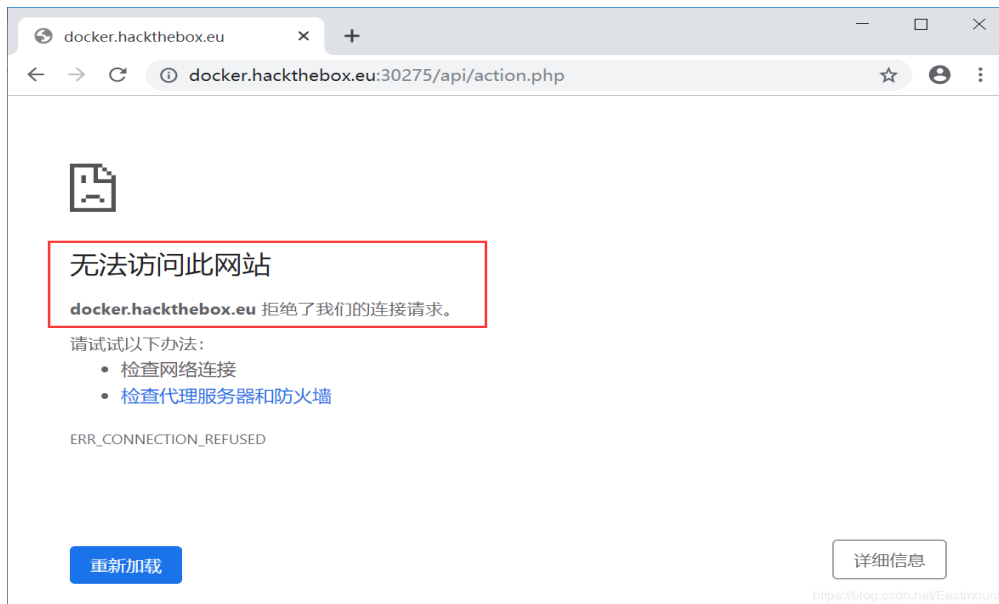 docker.hackthebox.eu
docker.hackthebox.eu:30275/api/action.php
无法访问此网站
docker.hackthebox.eu 拒绝了我们的连接请求。
请试试以下办法：
检查网络连接
检查代理服务器和防火墙
ERR_CONNECTION_REFUSED
重新加载
详细信息
https://blog.csdn.net/Eastmount